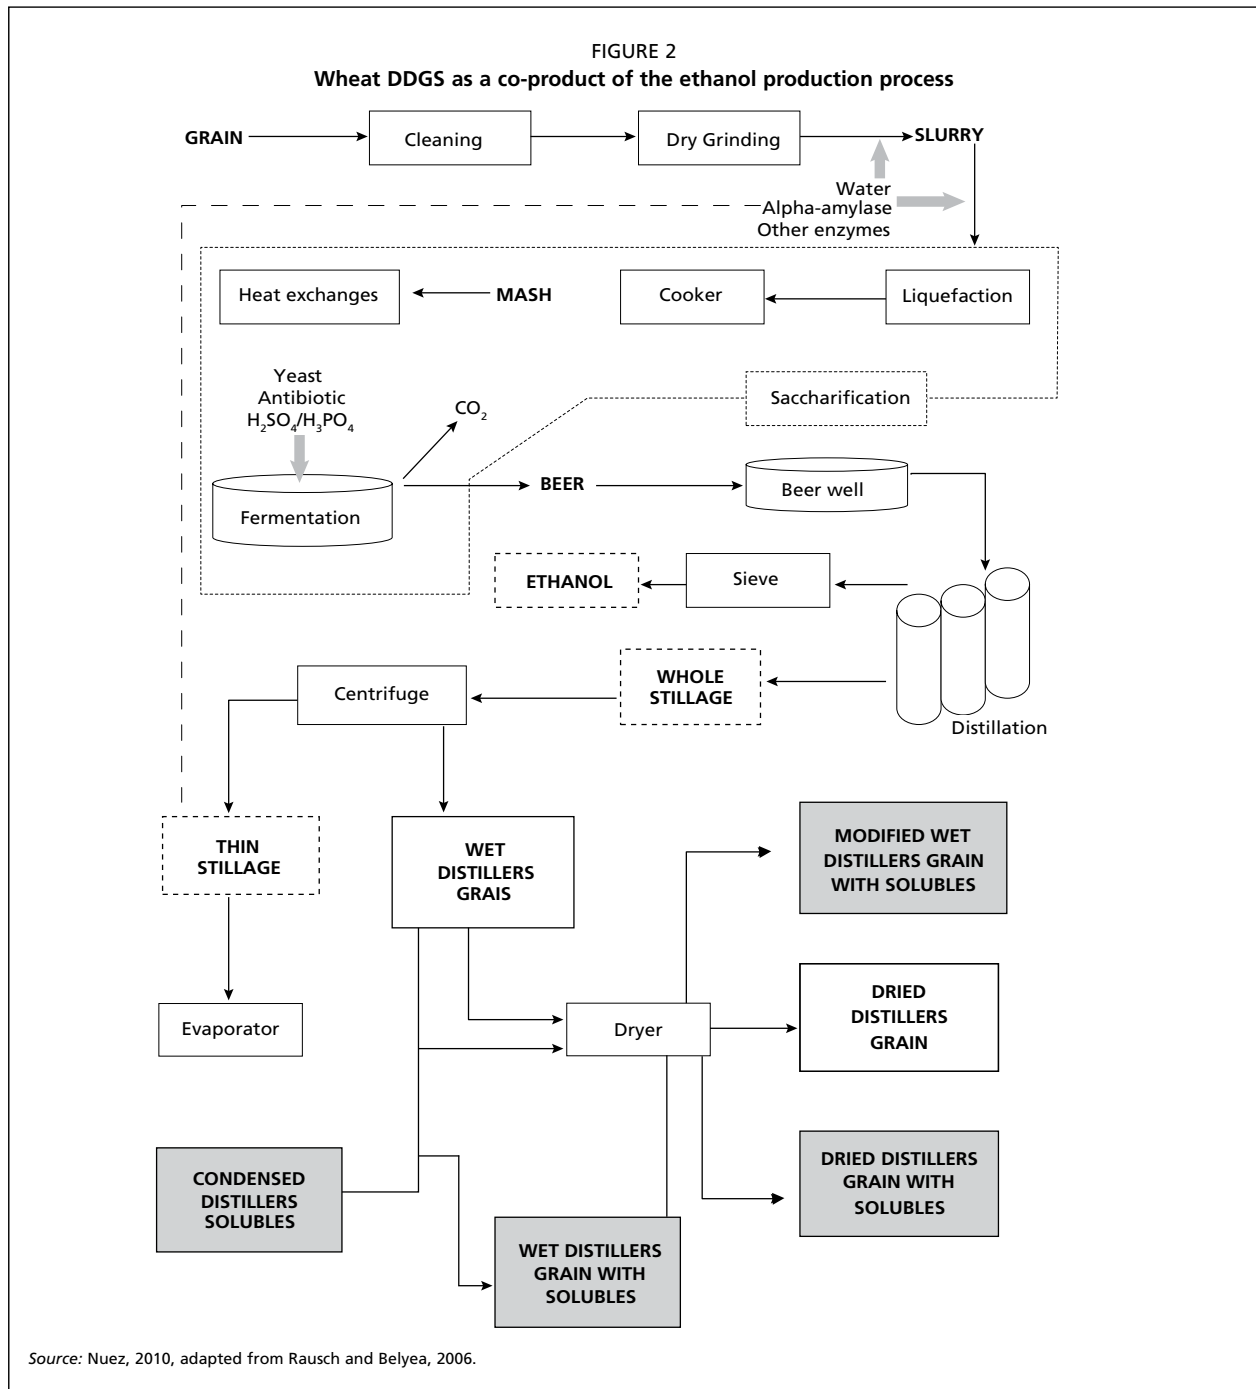 FIGURE 2
Wheat DDGS as a co-product of the ethanol production process
GRAIN
Cleaning
Dry Grinding
SLURRY
Water
Alpha-amylase
Other enzymes
Heat exchanges
MASH
Cooker
Liquefaction
Yeast
Antibiotic
H₂SO₄/H₃PO₄
CO₂
Saccharification
Fermentation
BEER
Beer well
ETHANOL
Sieve
Centrifuge
WHOLE
STILLAGE
Distillation
THIN
STILLAGE
WET
DISTILLERS
GRAIS
MODIFIED WET
DISTILLERS GRAIN
WITH SOLUBLES
Evaporator
Dryer
DRIED
DISTILLERS
GRAIN
CONDENSED
DISTILLERS
SOLUBLES
WET DISTILLERS
GRAIN WITH
SOLUBLES
DRIED DISTILLERS
GRAIN WITH
SOLUBLES
Source: Nuez, 2010, adapted from Rausch and Belyea, 2006.